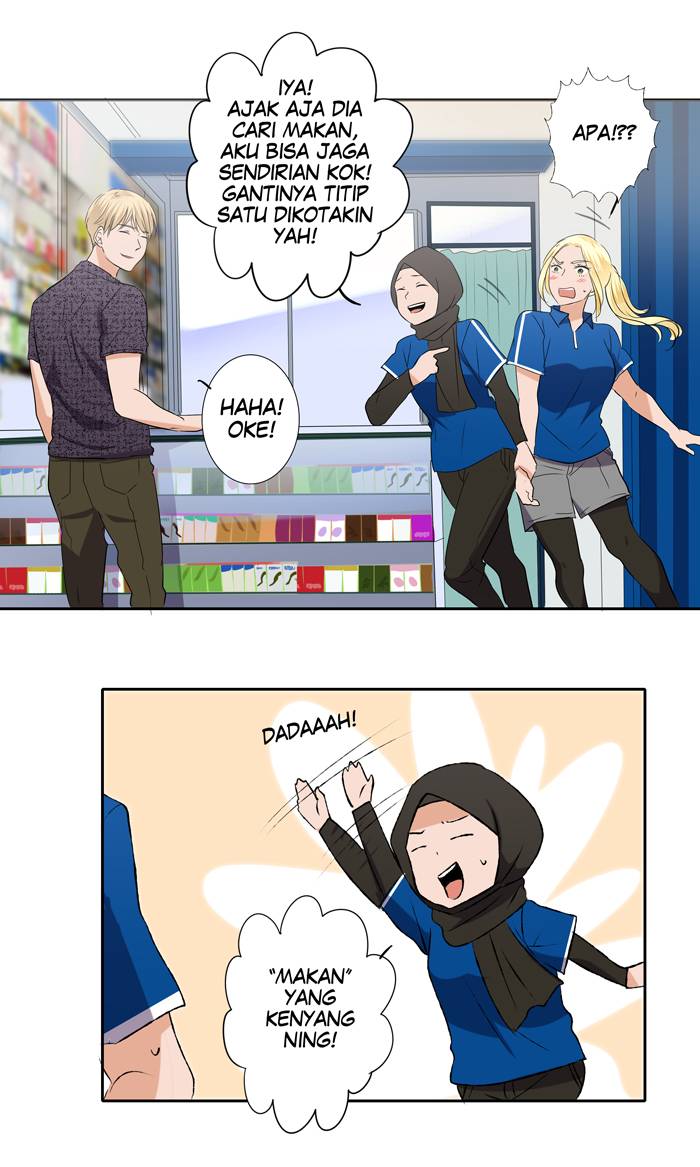 IYA!
AJAK AJA DIA
CARI MAKAN,
AKU BISA JAGA
SENDIRIAN KOK!
GANTINYA TITIP
SATU DIKOTAKIN
YAH!
APA!??
HAHA!
OKE!
DADAAAH!
"MAKAN"
YANG
KENYANG
NING!